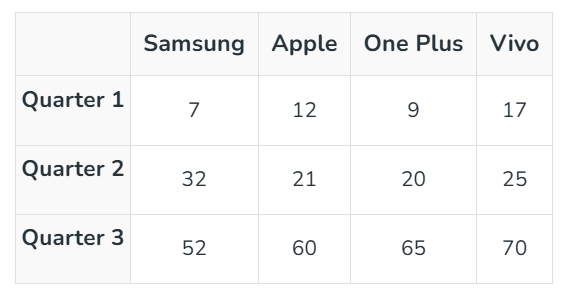 Samsung Apple One Plus Vivo
Quarter 1 7 12 9 17
Quarter 2 32 21 20 25
Quarter 3 52 60 65 70